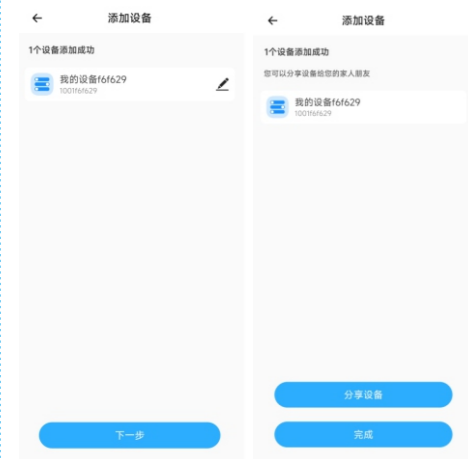 添加设备
1个设备添加成功
我的设备f6f629
1001f6f629
下一步
添加设备
1个设备添加成功
您可以分享设备给您的家人朋友
我的设备f6f629
1001f6f629
分享设备
完成